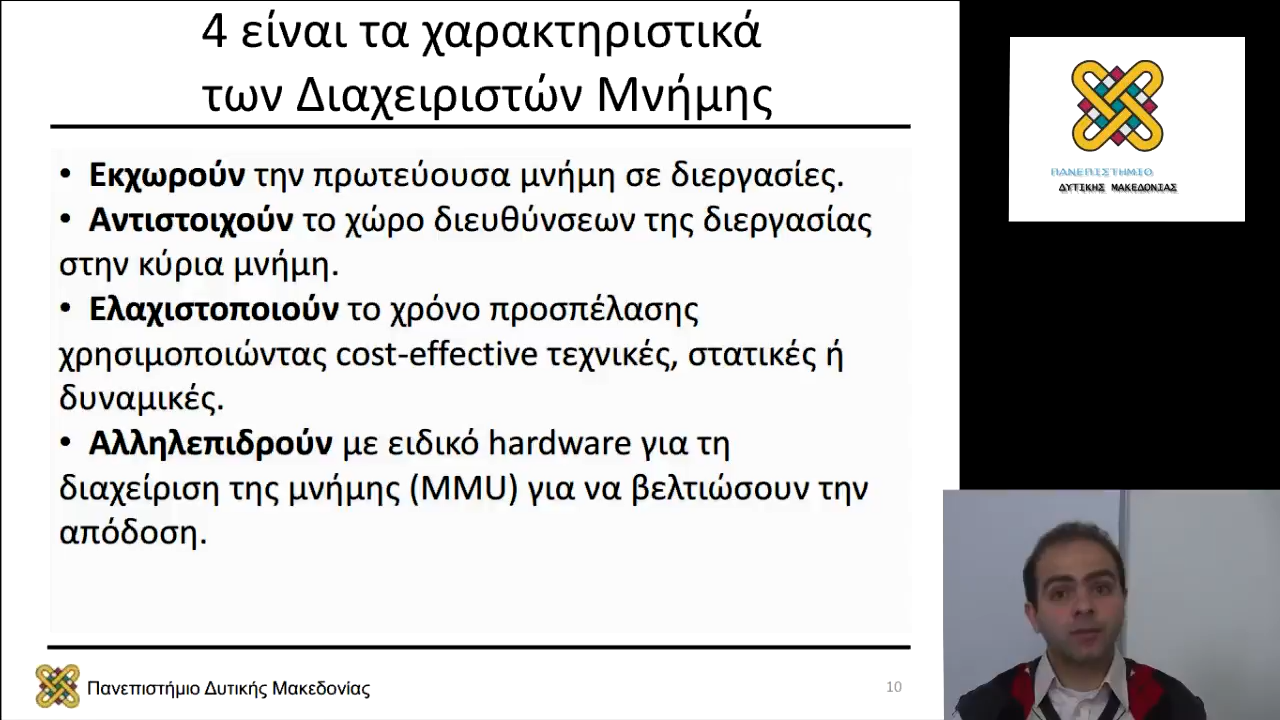 4 είναι τα χαρακτηριστικά
των Διαχειριστών Μνήμης
• Εκχωρούν την πρωτεύουσα μνήμη σε διεργασίες.
• Αντιστοιχούν το χώρο διευθύνσεων της διεργασίας
στην κύρια μνήμη.
• Ελαχιστοποιούν το χρόνο προσπέλασης
χρησιμοποιώντας cost-effective τεχνικές, στατικές ή
δυναμικές.
• Αλληλεπιδρούν με ειδικό hardware για τη
διαχείριση της μνήμης (MMU) για να βελτιώσουν την
απόδοση.
Πανεπιστήμιο Δυτικής Μακεδονίας
10
ΠΑΝΕΠΙΣΤΗΜΙΟ
ΔΥΤΙΚΗΣ ΜΑΚΕΔΟΝΙΑΣ